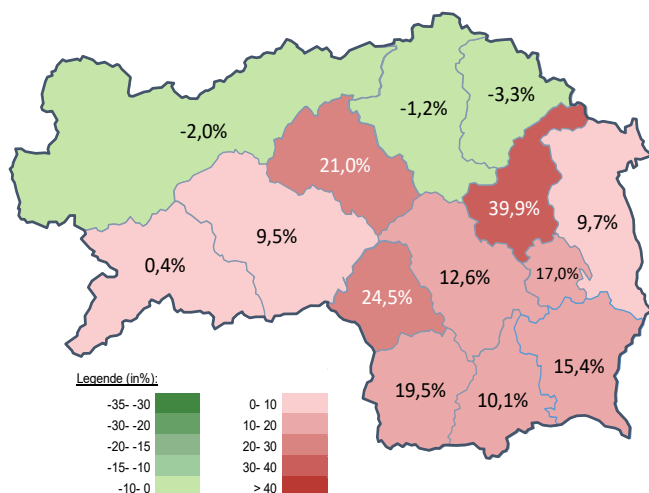 -3,3%
-1,2%
-2,0%
21,0%
39,9%
9,7%
9,5%
0,4%
12,6%
17,0%
24,5%
15,4%
19,5%
10,1%
Legende (in%):
-35- -30 0- 10
-30- -20 10- 20
-20- -15 20- 30
-15- -10 30- 40
-10- 0 > 40